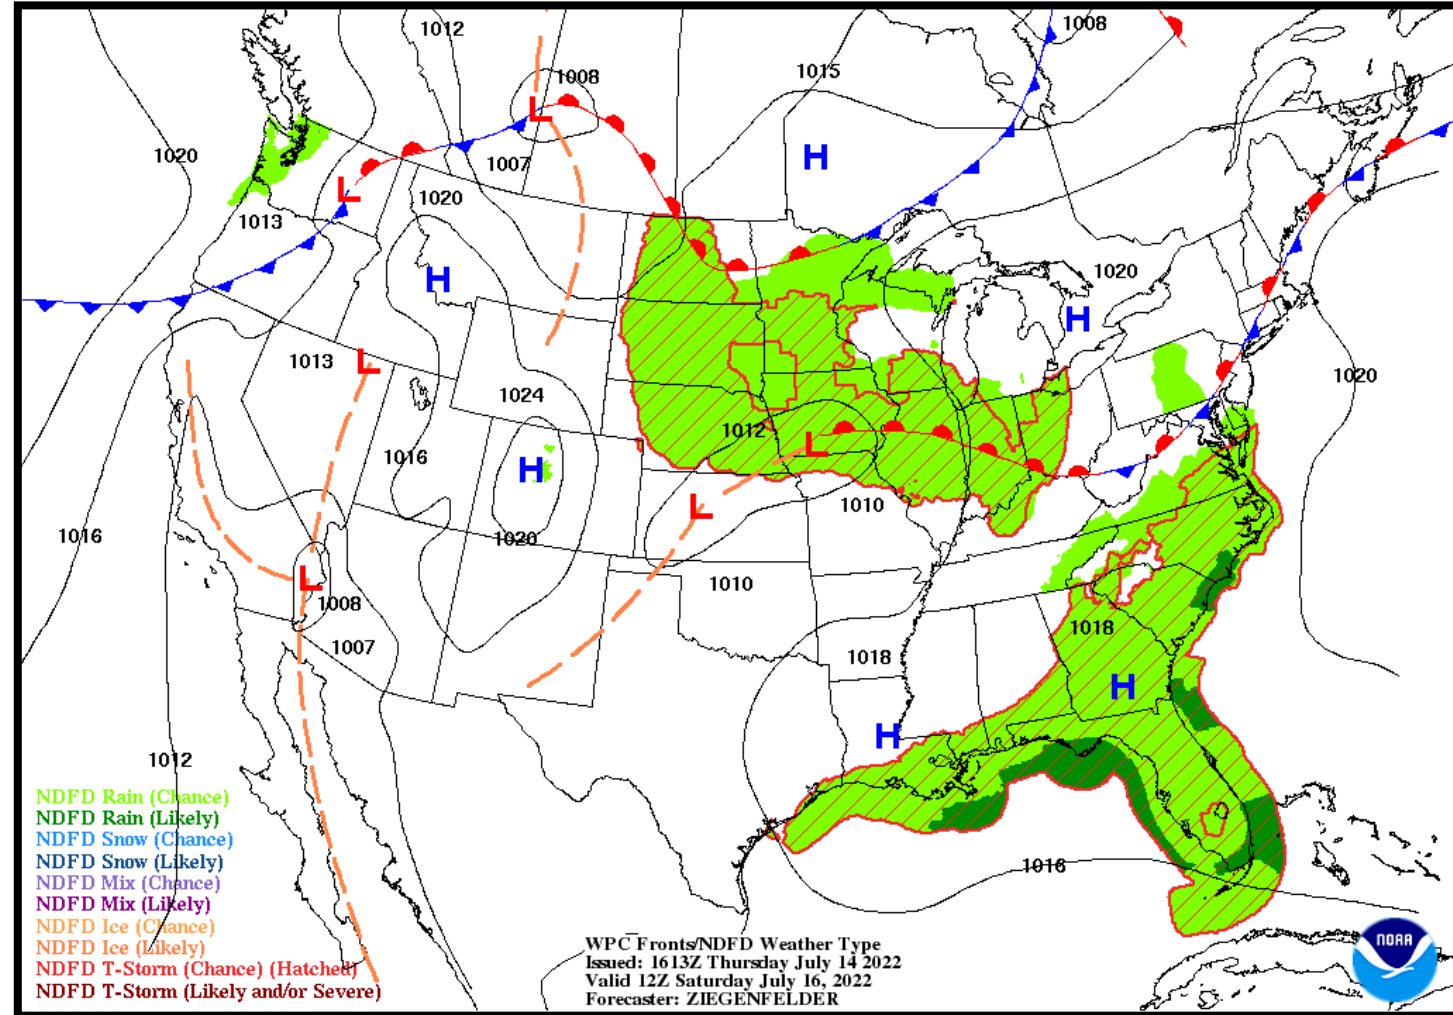 1012
1008
1008
1015
1020
1007
L
H
1020
L
1013
H
1020
H
1013
L
1024
1020
1012
L
1016
H
L
1010
1016
1020
1010
L
1008
1018
1007
1018
H
H
1012
1016
NDFD Rain (Chance)
NDFD Rain (Likely)
NDFD Snow (Chance)
NDFD Snow (Likely)
NDFD Mix (Chance)
NDFD Mix (Likely)
NDFD Ice (Chance)
NDFD Ice (Likely)
NDFD T-Storm (Chance) (Hatched)
NDFD T-Storm (Likely and/or Severe)
WPC Fronts/NDFD Weather Type
Issued: 1613Z Thursday July 14 2022
Valid 12Z Saturday July 16, 2022
Forecaster: ZIEGENFELDER
NOAA